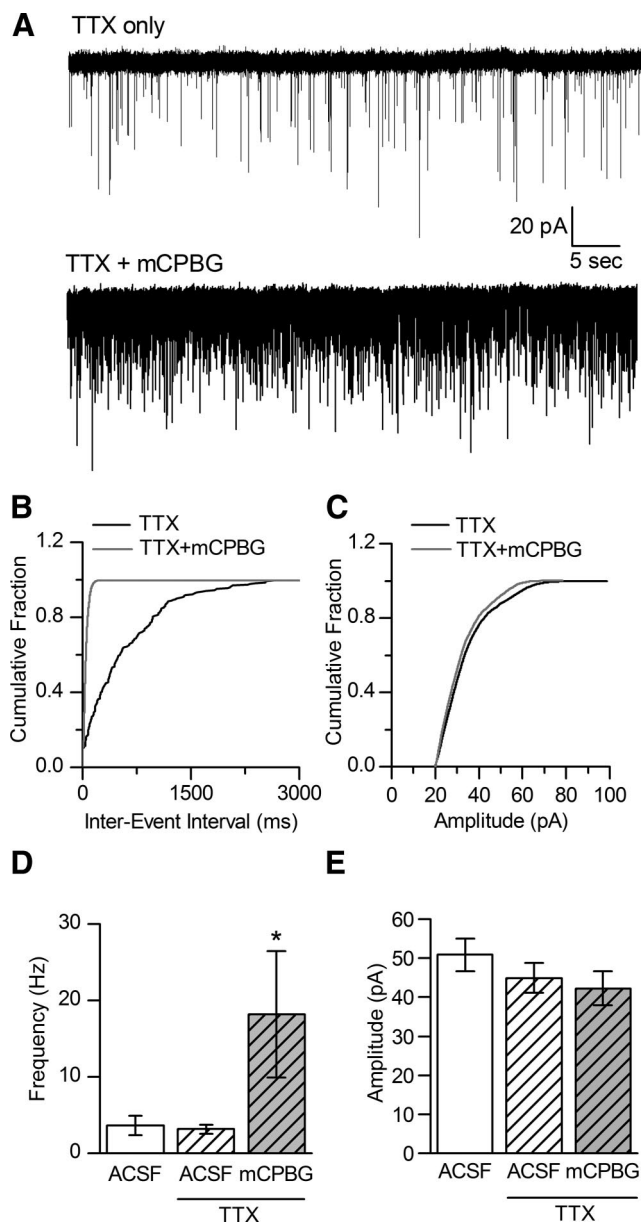 A
TTX only
20 pA
5 sec
TTX + mCPBG
B
TTX
TTX+mCPBG
1.2
0.8
0.4
0.0
Cumulative Fraction
0 1500 3000
Inter-Event Interval (ms)
C
TTX
TTX+mCPBG
1.2
0.8
0.4
0.0
Cumulative Fraction
0 20 40 60 80 100
Amplitude (pA)
D
30
20
10
0
Frequency (Hz)
*
ACSF ACSF mCPBG
TTX
E
60
50
40
30
20
10
0
Amplitude (pA)
ACSF ACSF mCPBG
TTX